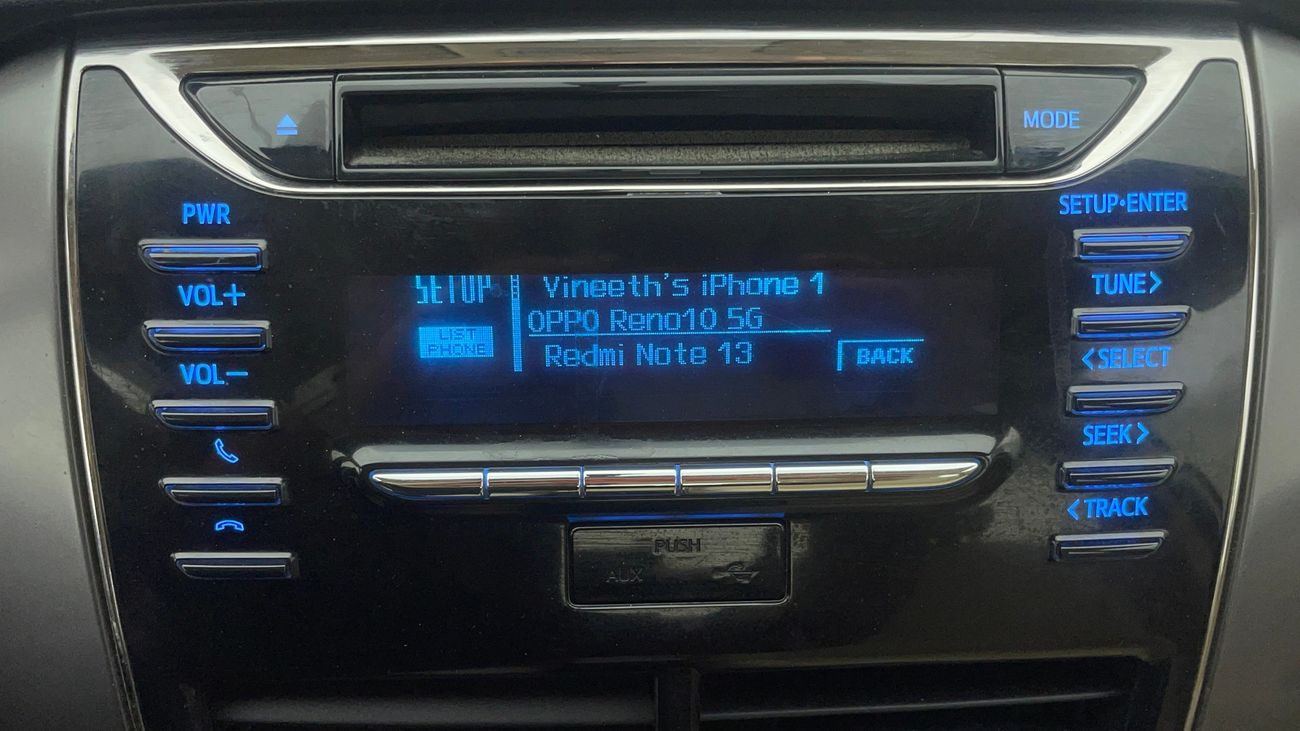 MODE
PWR
SETUP•ENTER
VOL+
TUNE>
VOL−
<SELECT
SEEK>
<TRACK
SETUP
LIST
PHONE
Vineeth's iPhone 1
OPPO Reno10 5G
Redmi Note 13
BACK
PUSH
AUX